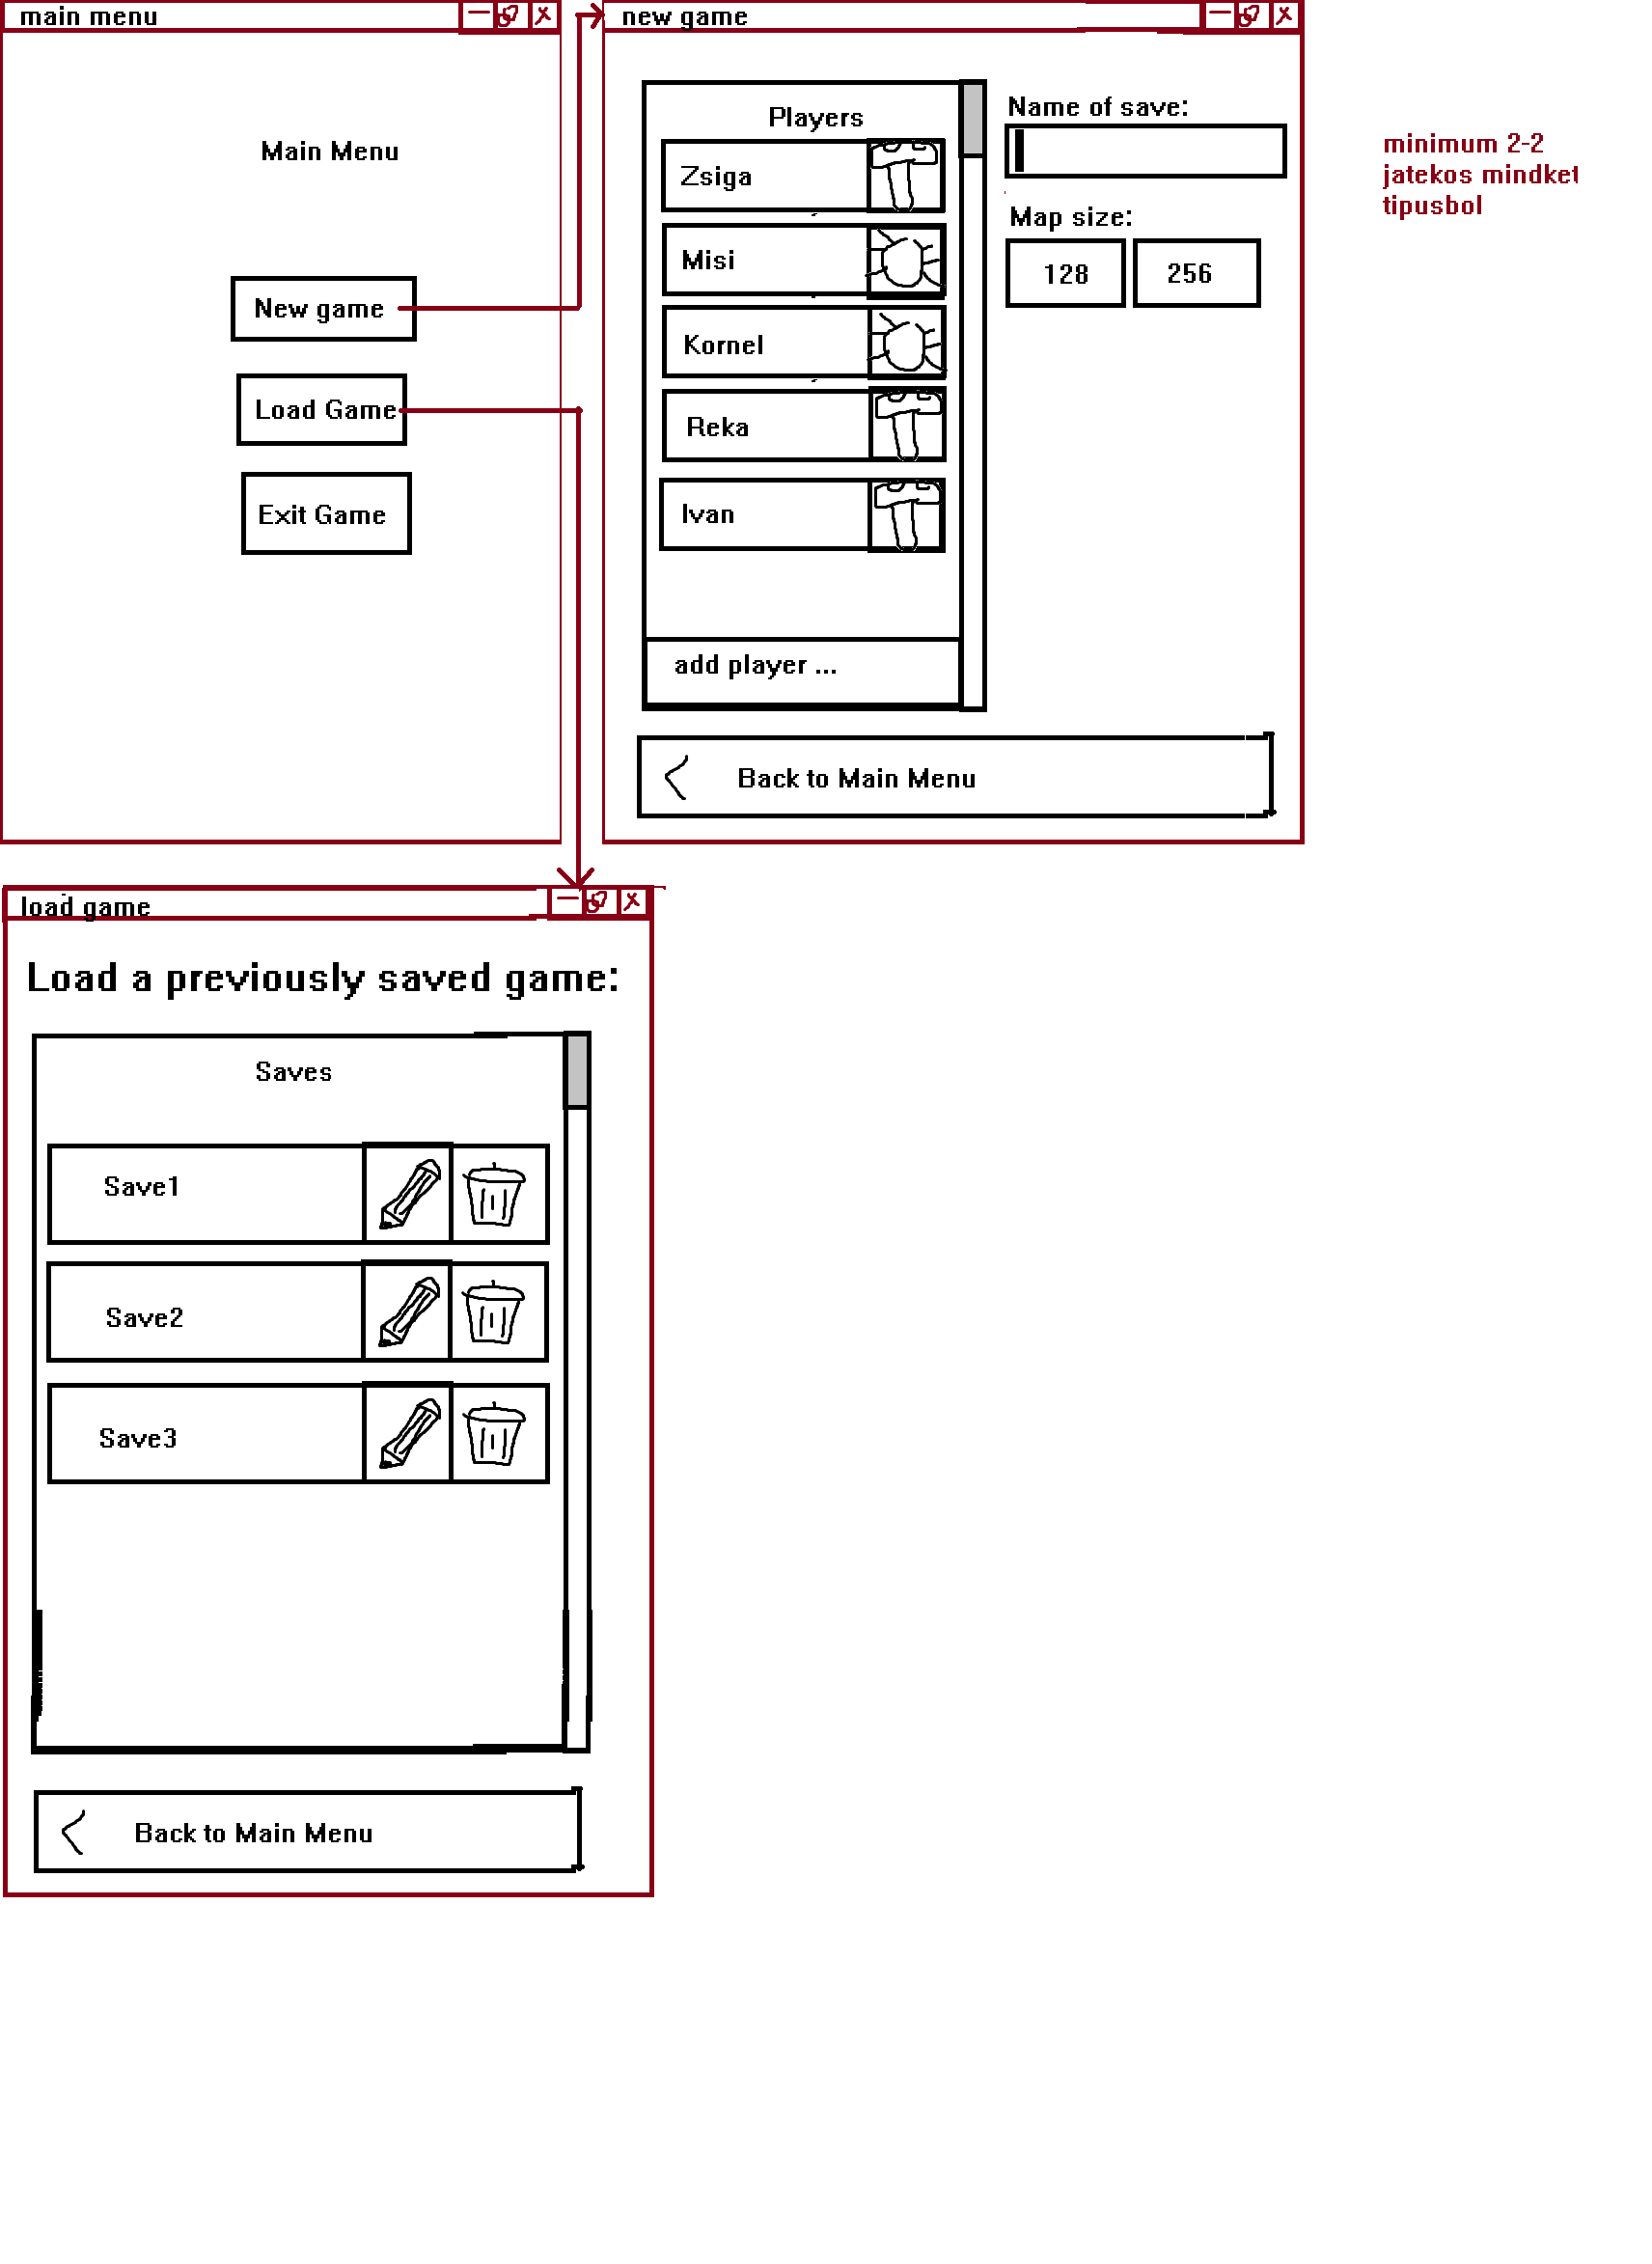 main menu
Main Menu
New game
Load Game
Exit Game
new game
Players
Zsiga
Misi
Kornel
Reka
Ivan
add player ...
Name of save:
Map size:
128
256
Back to Main Menu
minimum 2-2
jatekos mindket
tipusbol
load game
Load a previously saved game:
Saves
Save1
Save2
Save3
Back to Main Menu